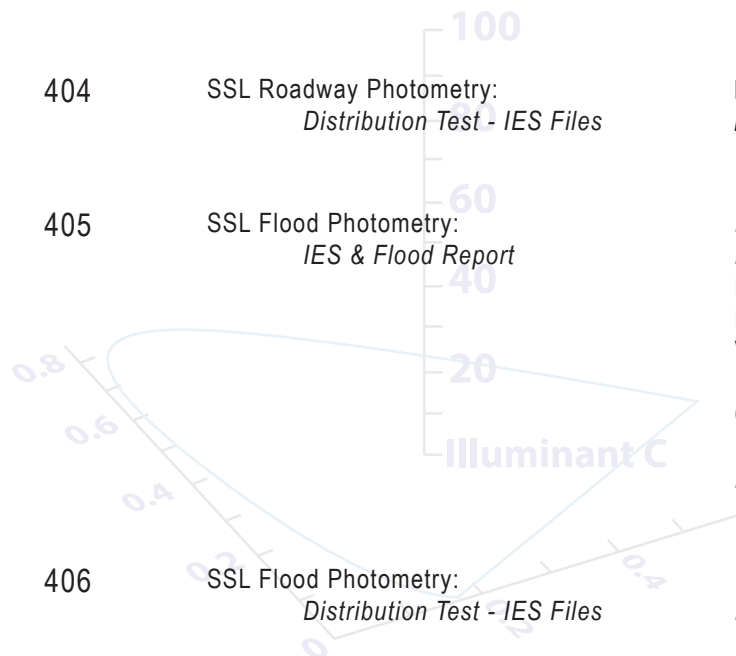 100
404 SSL Roadway Photometry:
80
Distribution Test - IES Files
60
405 SSL Flood Photometry:
IES & Flood Report
40
20
0.8
0.6
Illuminant C
0.4
0.2
0.4
406 SSL Flood Photometry:
Distribution Test - IES Files
0.2
0